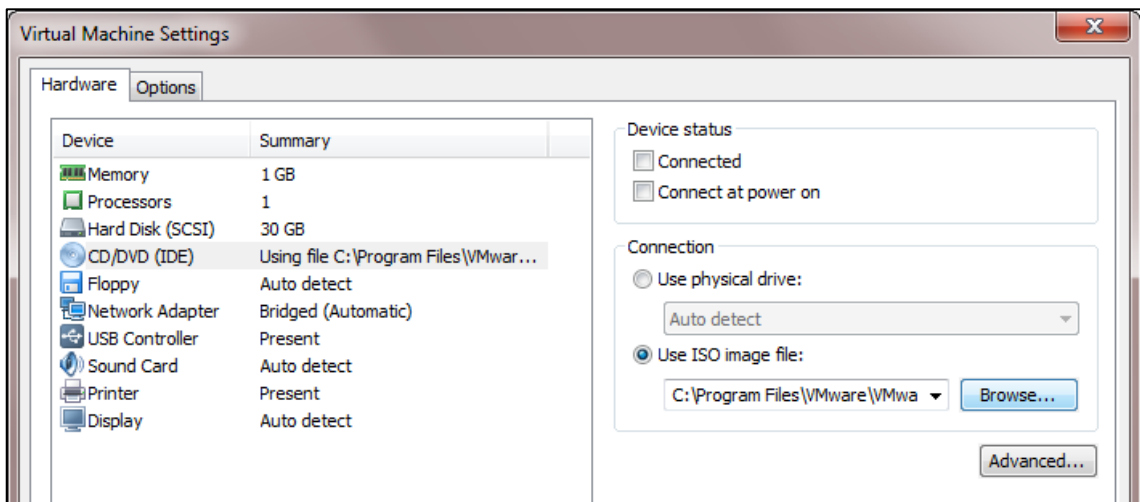 Virtual Machine Settings
Hardware Options
Device Summary
Memory 1 GB
Processors 1
Hard Disk (SCSI) 30 GB
CD/DVD (IDE) Using file C:\Program Files\VMwar...
Floppy Auto detect
Network Adapter Bridged (Automatic)
USB Controller Present
Sound Card Auto detect
Printer Present
Display Auto detect
Device status
Connected
Connect at power on
Connection
Use physical drive:
Auto detect
Use ISO image file:
C:\Program Files\VMware\VMwa Browse...
Advanced...